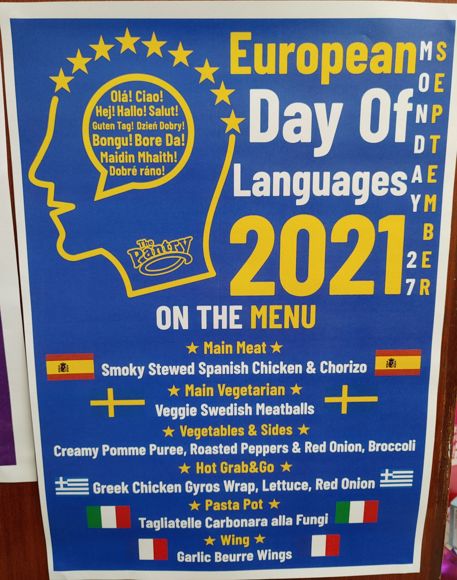 Olá! Ciao!
Hej! Hallo! Salut!
Guten Tag! Dzień Dobry!
Bongu! Bore Da!
Maidin Mhaith!
Dobré ráno!
The
Pantry
European
Day Of
Languages
2021
MONDAY 27
SEPTEMBER
ON THE MENU
★ Main Meat ★
Smoky Stewed Spanish Chicken & Chorizo
★ Main Vegetarian ★
Veggie Swedish Meatballs
★ Vegetables & Sides ★
Creamy Pomme Puree, Roasted Peppers & Red Onion, Broccoli
★ Hot Grab&Go ★
Greek Chicken Gyros Wrap, Lettuce, Red Onion
★ Pasta Pot ★
Tagliatelle Carbonara alla Fungi
★ Wing ★
Garlic Beurre Wings